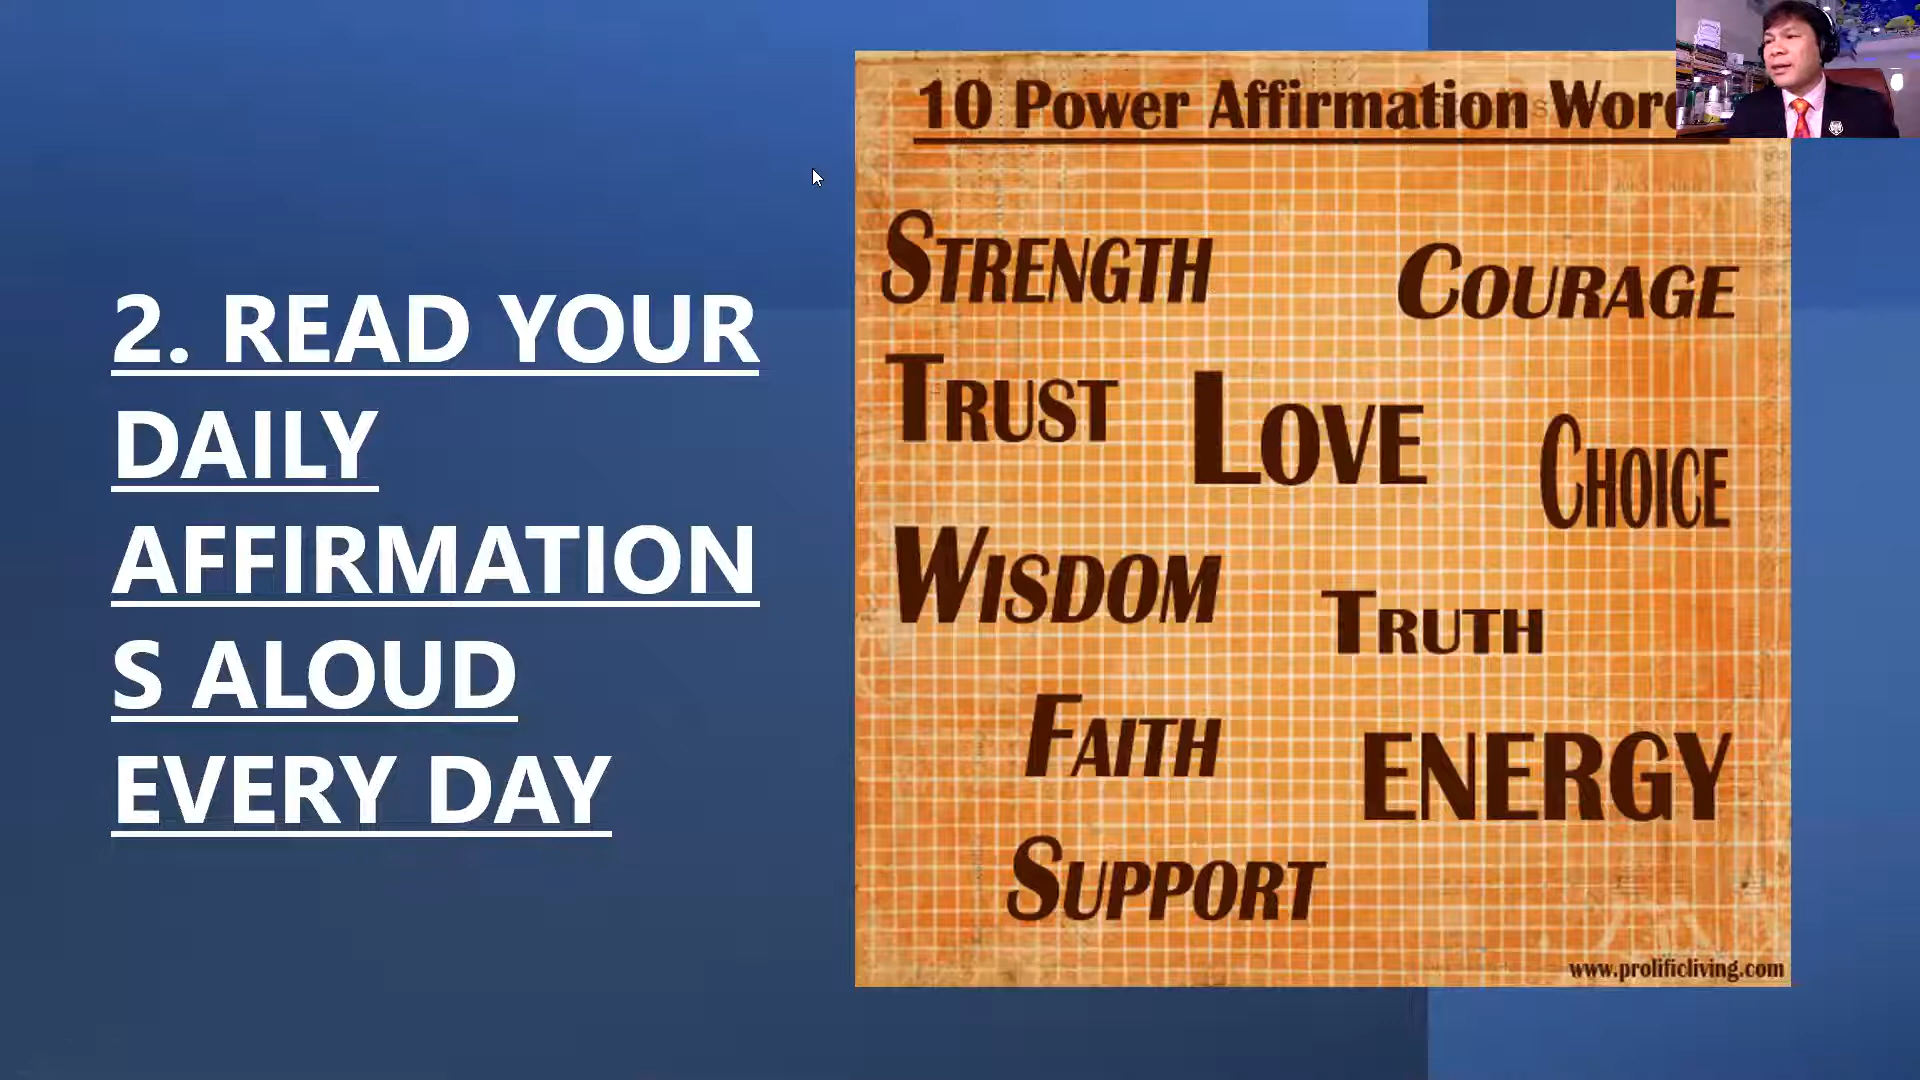 2. READ YOUR
DAILY
AFFIRMATION
S ALOUD
EVERY DAY
10 Power Affirmation
STRENGTH
COURAGE
TRUST
LOVE
CHOICE
WISDOM
TRUTH
FAITH
ENERGY
SUPPORT
www.prolificliving.com